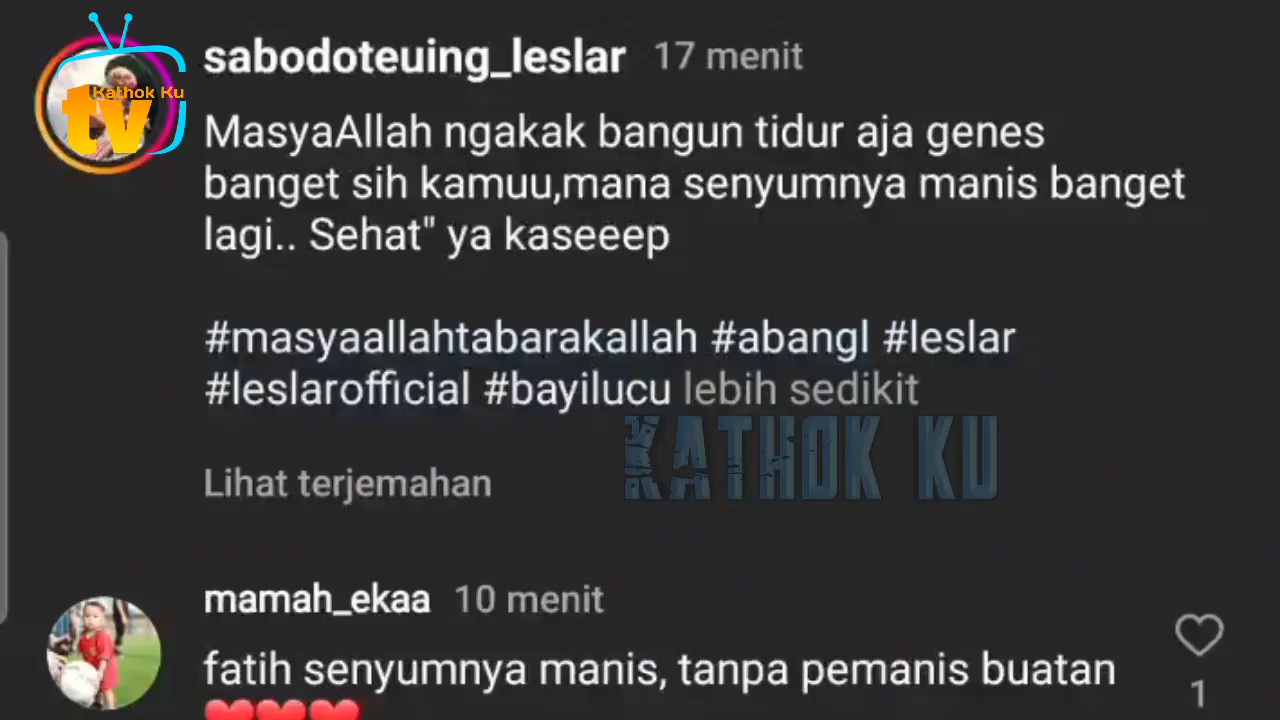 sabodoteuing_leslar 17 menit
Kathok Ku
tv
MasyaAllah ngakak bangun tidur aja genes
banget sih kamuu,mana senyumnya manis banget
lagi.. Sehat" ya kaseeep
#masyaallahtabarakallah #abangl #leslar
#leslarofficial #bayilucu lebih sedikit
KATHOK KU
Lihat terjemahan
mamah_ekaa 10 menit
fatih senyumnya manis, tanpa pemanis buatan
❤️❤️❤️
1